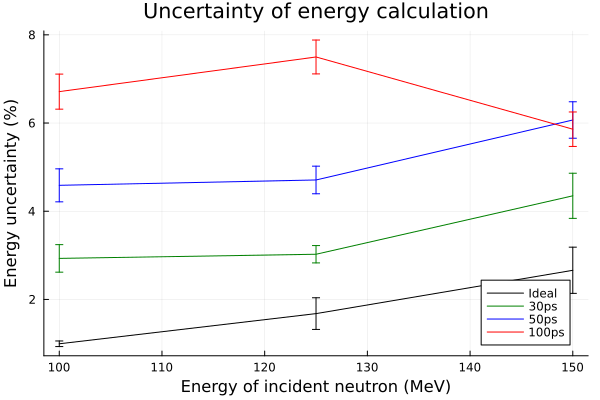 Uncertainty of energy calculation
Energy uncertainty (%)
8
6
4
2
Ideal
30ps
50ps
100ps
100 110 120 130 140 150
Energy of incident neutron (MeV)